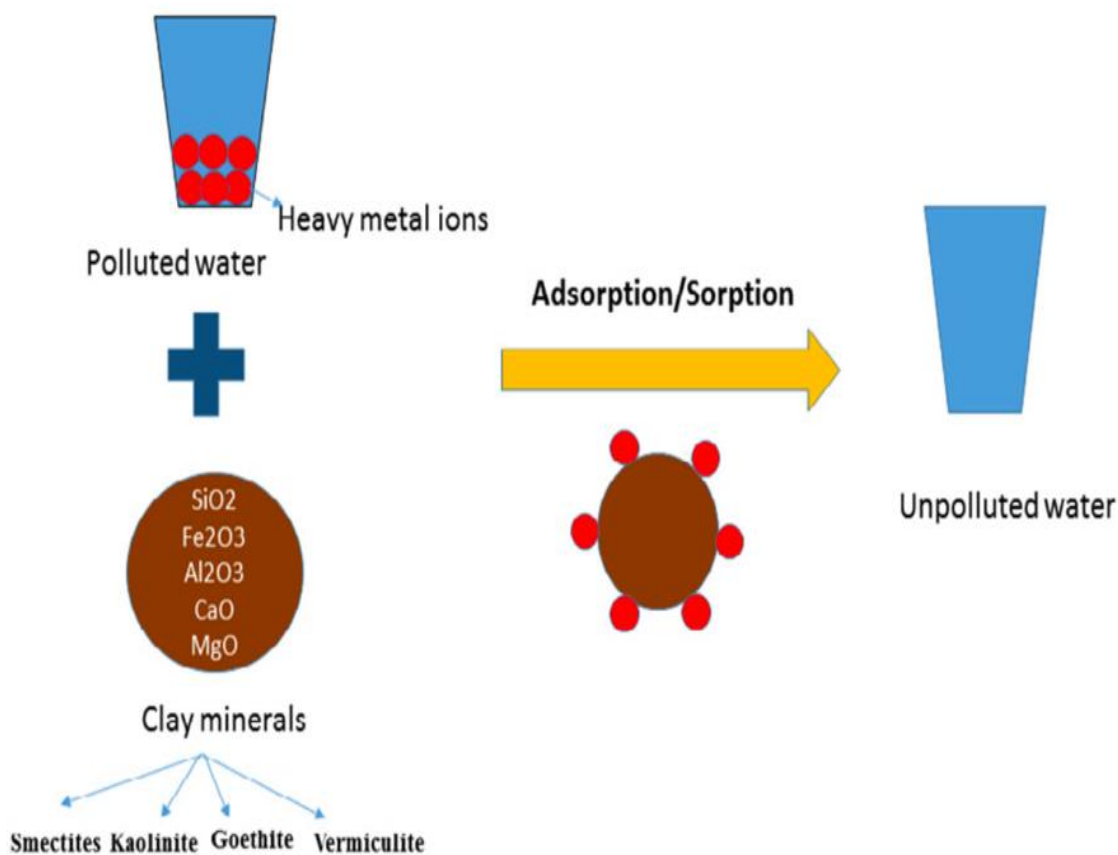 Heavy metal ions
Polluted water
Adsorption/Sorption
Unpolluted water
SiO2
Fe2O3
Al2O3
CaO
MgO
Clay minerals
Smectites Kaolinite Goethite Vermiculite